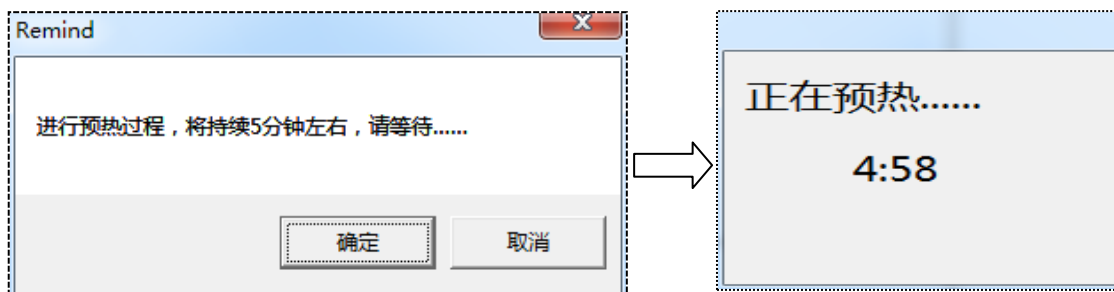 Remind
进行预热过程，将持续5分钟左右，请等待......
确定
取消
正在预热......
4:58